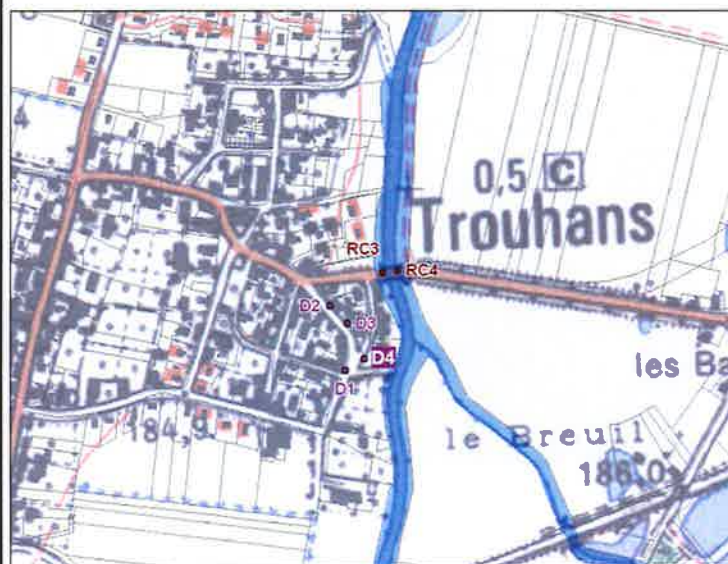 0,5 C
Trouhans
RC3
RC4
D2
D3
D4
D1
les Ba
184,9
le Breuil
186.0